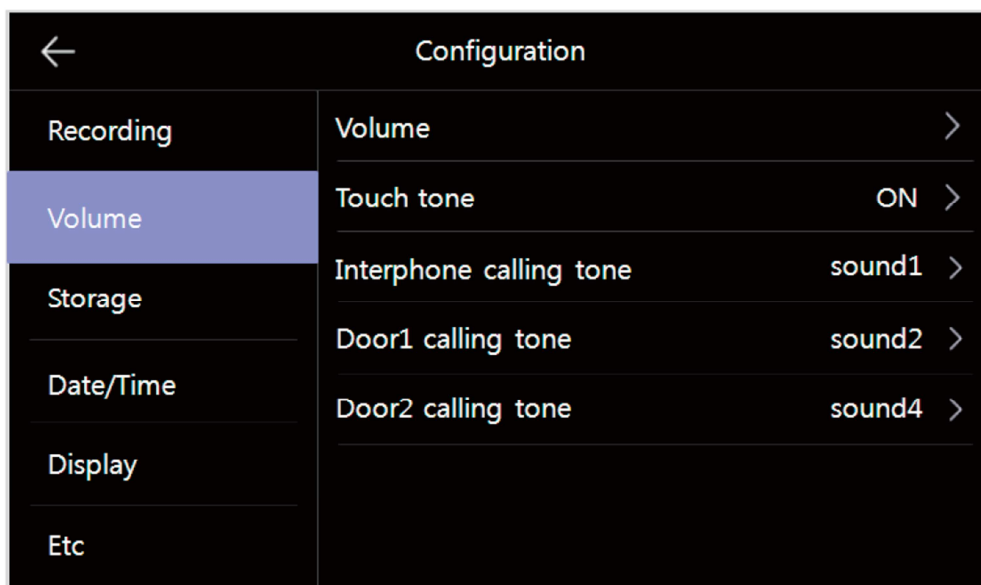 Configuration
Recording
Volume
Storage
Date/Time
Display
Etc
Volume
Touch tone ON
Interphone calling tone sound1
Door1 calling tone sound2
Door2 calling tone sound4